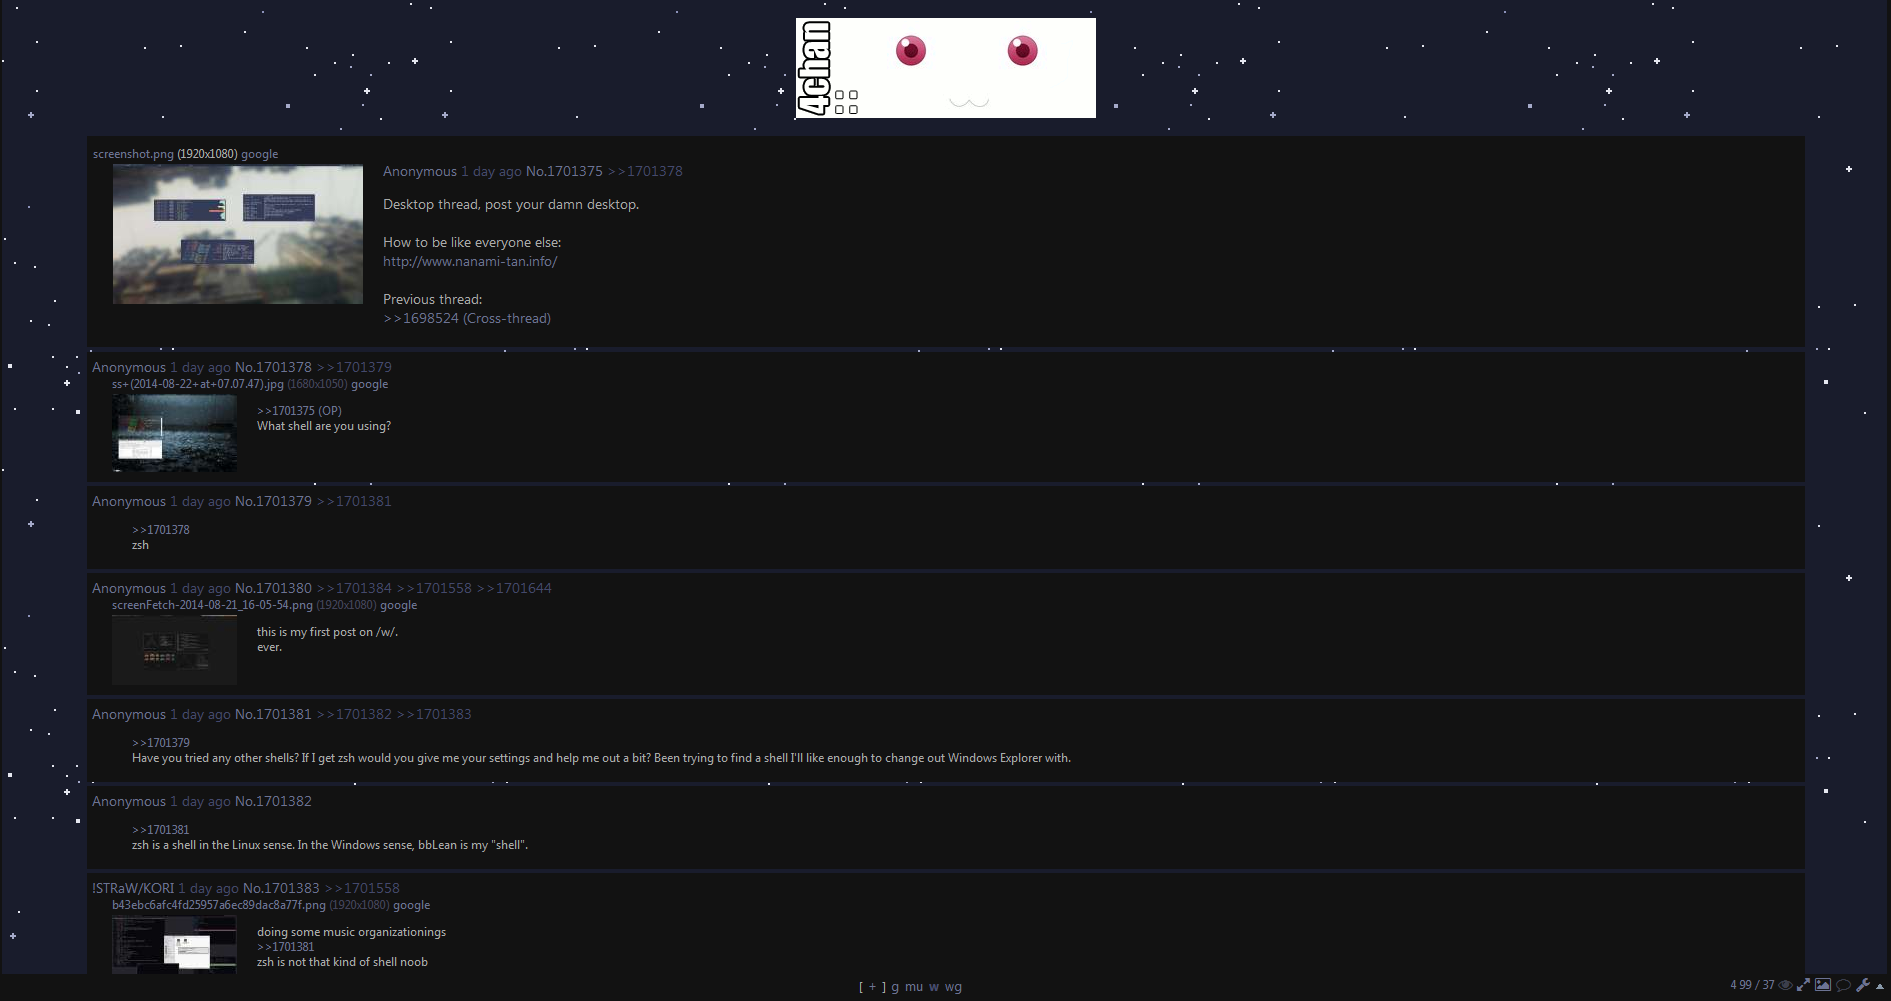 4chan
screenshot.png (1920x1080) google
Anonymous 1 day ago No.1701375 >>1701378
Desktop thread, post your damn desktop.
How to be like everyone else:
http://www.nanami-tan.info/
Previous thread:
>>1698524 (Cross-thread)
Anonymous 1 day ago No.1701378 >>1701379
ss+(2014-08-22+at+07.07.47).jpg (1680x1050) google
>>1701375 (OP)
What shell are you using?
Anonymous 1 day ago No.1701379 >>1701381
>>1701378
zsh
Anonymous 1 day ago No.1701380 >>1701384 >>1701558 >>1701644
screenFetch-2014-08-21_16-05-54.png (1920x1080) google
this is my first post on /w/.
ever.
Anonymous 1 day ago No.1701381 >>1701382 >>1701383
>>1701379
Have you tried any other shells? If I get zsh would you give me your settings and help me out a bit? Been trying to find a shell I'll like enough to change out Windows Explorer with.
Anonymous 1 day ago No.1701382
>>1701381
zsh is a shell in the Linux sense. In the Windows sense, bbLean is my "shell".
!STRaW/KORI 1 day ago No.1701383 >>1701558
b43ebc6afc4fd25957a6ec89dac8a77f.png (1920x1080) google
doing some music organizationings
>>1701381
zsh is not that kind of shell noob
[ + ] g mu w wg
4 99 / 37